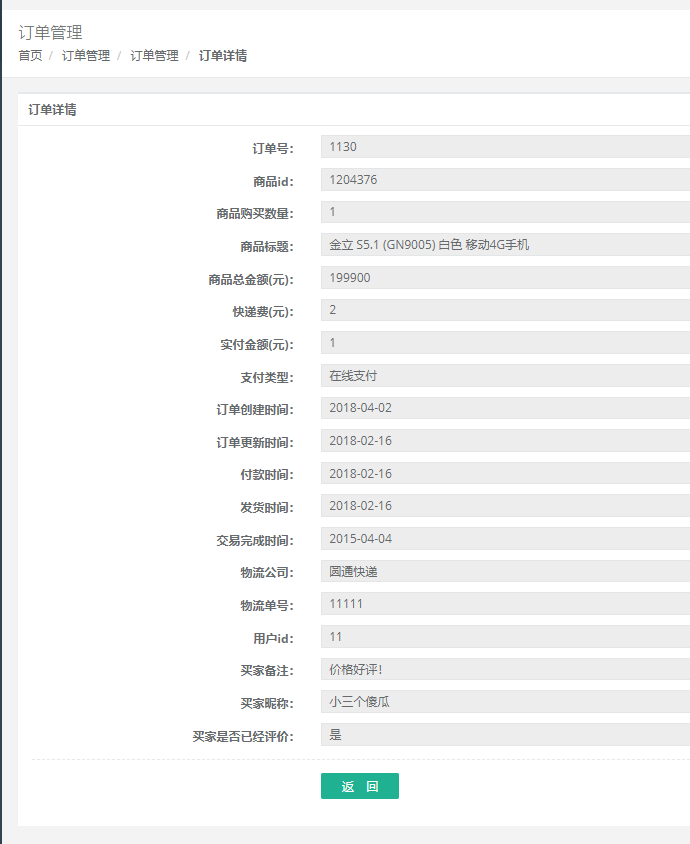 订单管理
首页 / 订单管理 / 订单管理 / 订单详情
订单详情
订单号: 1130
商品id: 1204376
商品购买数量: 1
商品标题: 金立 S5.1 (GN9005) 白色 移动4G手机
商品总金额(元): 199900
快递费(元): 2
实付金额(元): 1
支付类型: 在线支付
订单创建时间: 2018-04-02
订单更新时间: 2018-02-16
付款时间: 2018-02-16
发货时间: 2018-02-16
交易完成时间: 2015-04-04
物流公司: 圆通快递
物流单号: 11111
用户id: 11
买家备注: 价格好评!
买家昵称: 小三个傻瓜
买家是否已经评价: 是
返 回